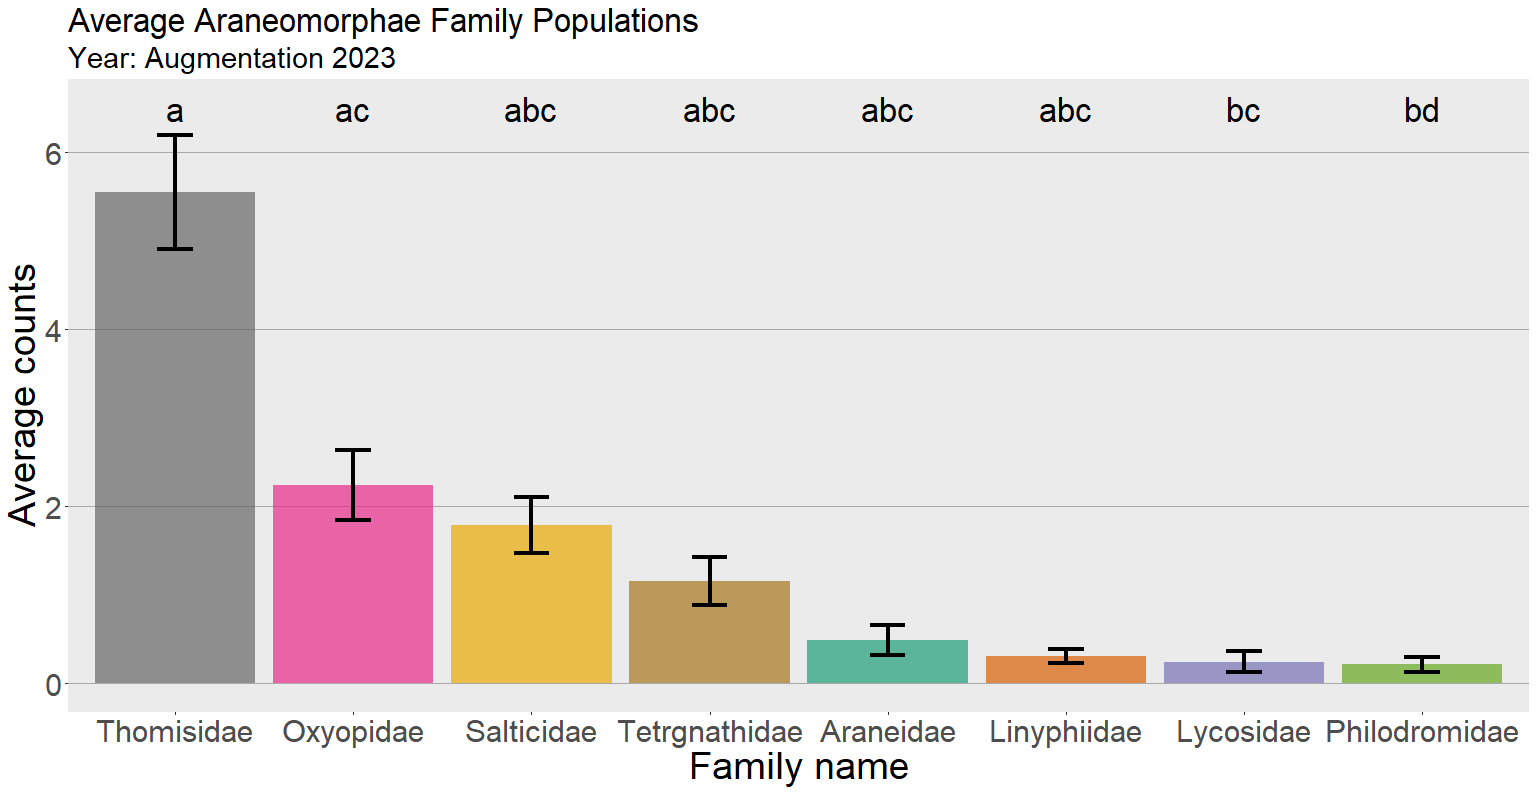 Average Araneomorphae Family Populations
Year: Augmentation 2023
a ac abc abc abc abc bc bd
6
4
2
0
Average counts
Thomisidae Oxyopidae Salticidae Tetrgnathidae Araneidae Linyphiidae Lycosidae Philodromidae
Family name